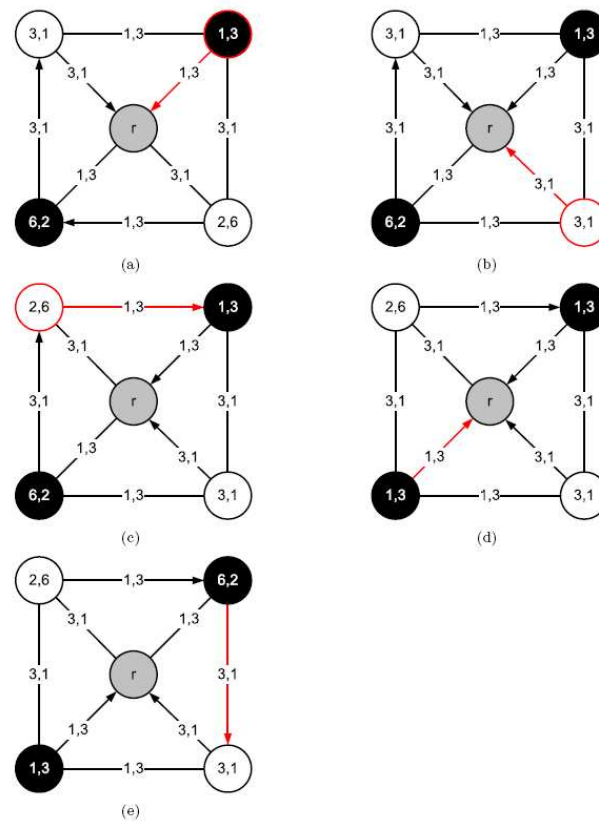 3,1 1,3 1,3
3,1 1,3
3,1 r 3,1
1,3 3,1
6,2 1,3 2,6
(a)
3,1 1,3 1,3
3,1 1,3
3,1 r 3,1
1,3 3,1
6,2 1,3 3,1
(b)
2,6 1,3 1,3
3,1 1,3
3,1 r 3,1
1,3 3,1
6,2 1,3 3,1
(c)
2,6 1,3 1,3
3,1 1,3
3,1 r 3,1
1,3 3,1
1,3 1,3 3,1
(d)
2,6 1,3 6,2
3,1 1,3
3,1 r 3,1
1,3 3,1
1,3 1,3 3,1
(e)